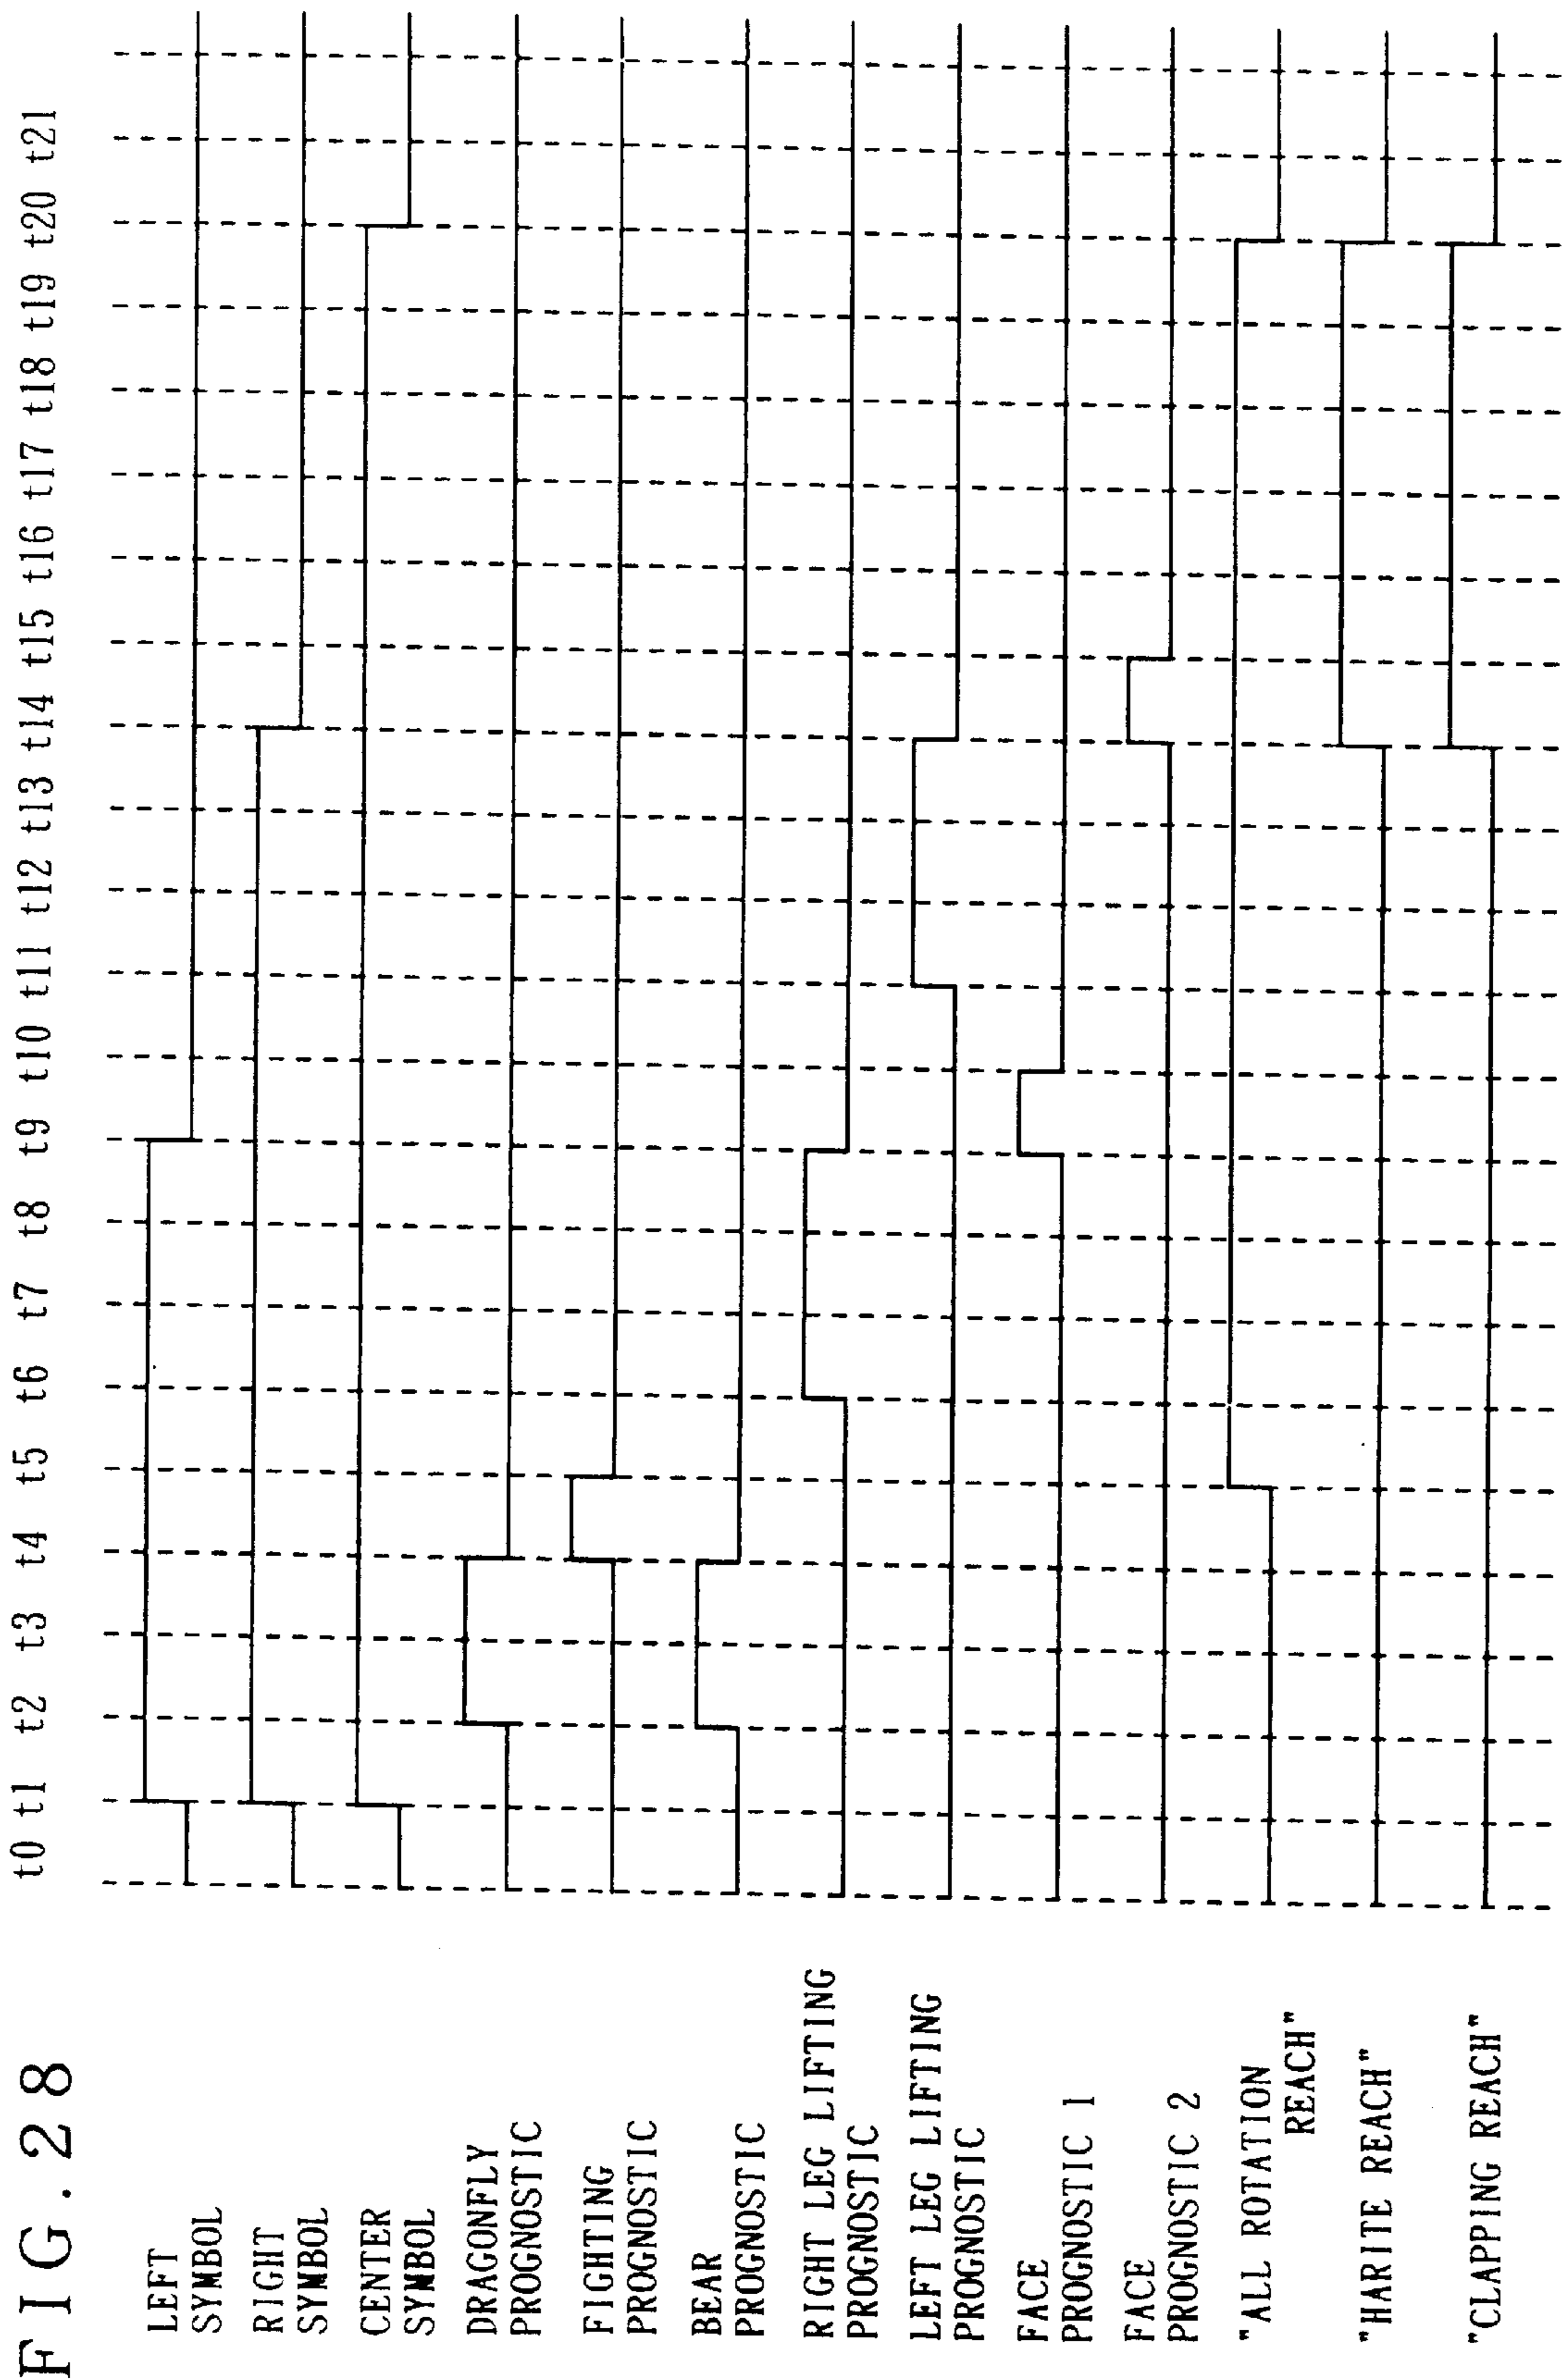 FIG.28
t0 t1 t2 t3 t4 t5 t6 t7 t8 t9 t10 t11 t12 t13 t14 t15 t16 t17 t18 t19 t20 t21
LEFT
SYMBOL
RIGHT
SYMBOL
CENTER
SYMBOL
DRAGONFLY
PROGNOSTIC
FIGHTING
PROGNOSTIC
BEAR
PROGNOSTIC
RIGHT LEG LIFTING
PROGNOSTIC
LEFT LEG LIFTING
PROGNOSTIC
FACE
PROGNOSTIC 1
FACE
PROGNOSTIC 2
"ALL ROTATION
REACH"
"HARITE REACH"
"CLAPPING REACH"